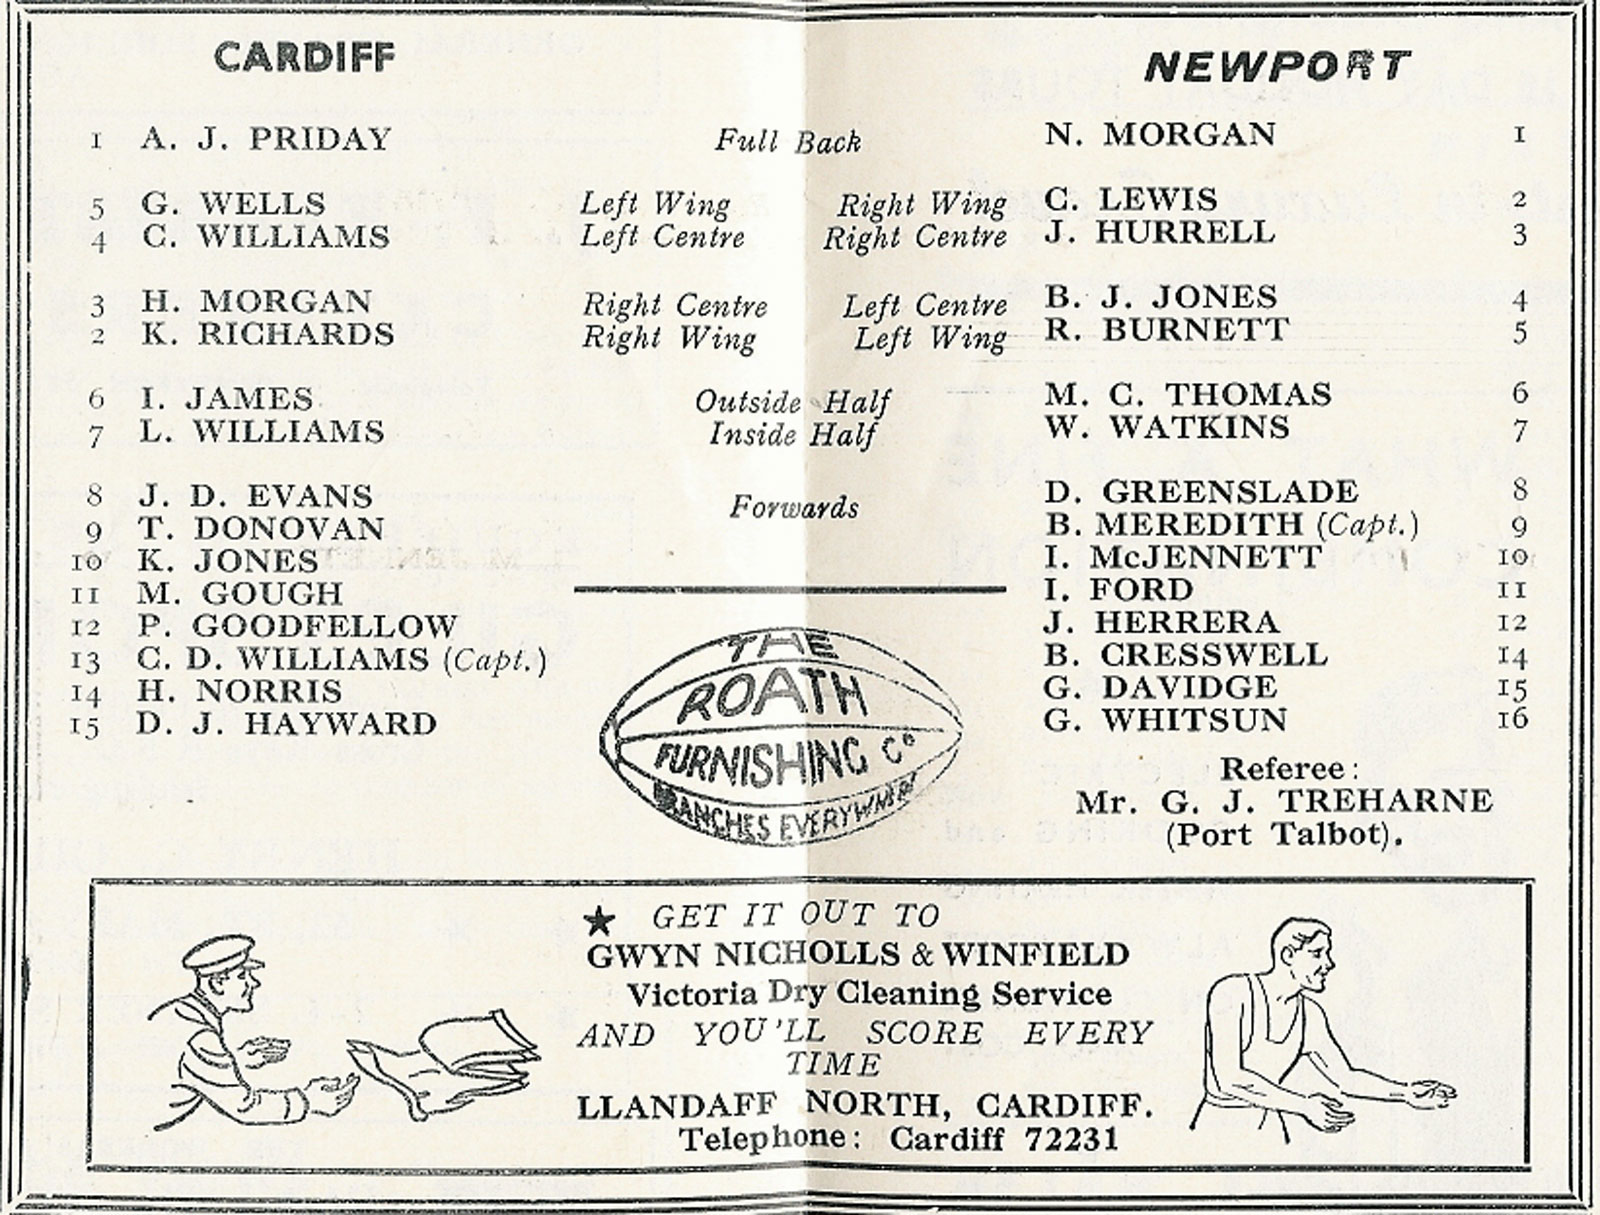 CARDIFF NEWPORT
1 A. J. PRIDAY Full Back N. MORGAN 1
5 G. WELLS Left Wing Right Wing C. LEWIS 2
4 C. WILLIAMS Left Centre Right Centre J. HURRELL 3
3 H. MORGAN Right Centre Left Centre B. J. JONES 4
2 K. RICHARDS Right Wing Left Wing R. BURNETT 5
6 I. JAMES Outside Half M. C. THOMAS 6
7 L. WILLIAMS Inside Half W. WATKINS 7
8 J. D. EVANS Forwards D. GREENSLADE 8
9 T. DONOVAN B. MEREDITH (Capt.) 9
10 K. JONES I. McJENNETT 10
11 M. GOUGH I. FORD 11
12 P. GOODFELLOW J. HERRERA 12
13 C. D. WILLIAMS (Capt.) B. CRESSWELL 14
14 H. NORRIS G. DAVIDGE 15
15 D. J. HAYWARD G. WHITSUN 16
THE
ROATH
FURNISHING Co
BRANCHES EVERYWHERE
Referee:
Mr. G. J. TREHARNE
(Port Talbot).
★ GET IT OUT TO
GWYN NICHOLLS & WINFIELD
Victoria Dry Cleaning Service
AND YOU'LL SCORE EVERY
TIME
LLANDAFF NORTH, CARDIFF.
Telephone: Cardiff 72231